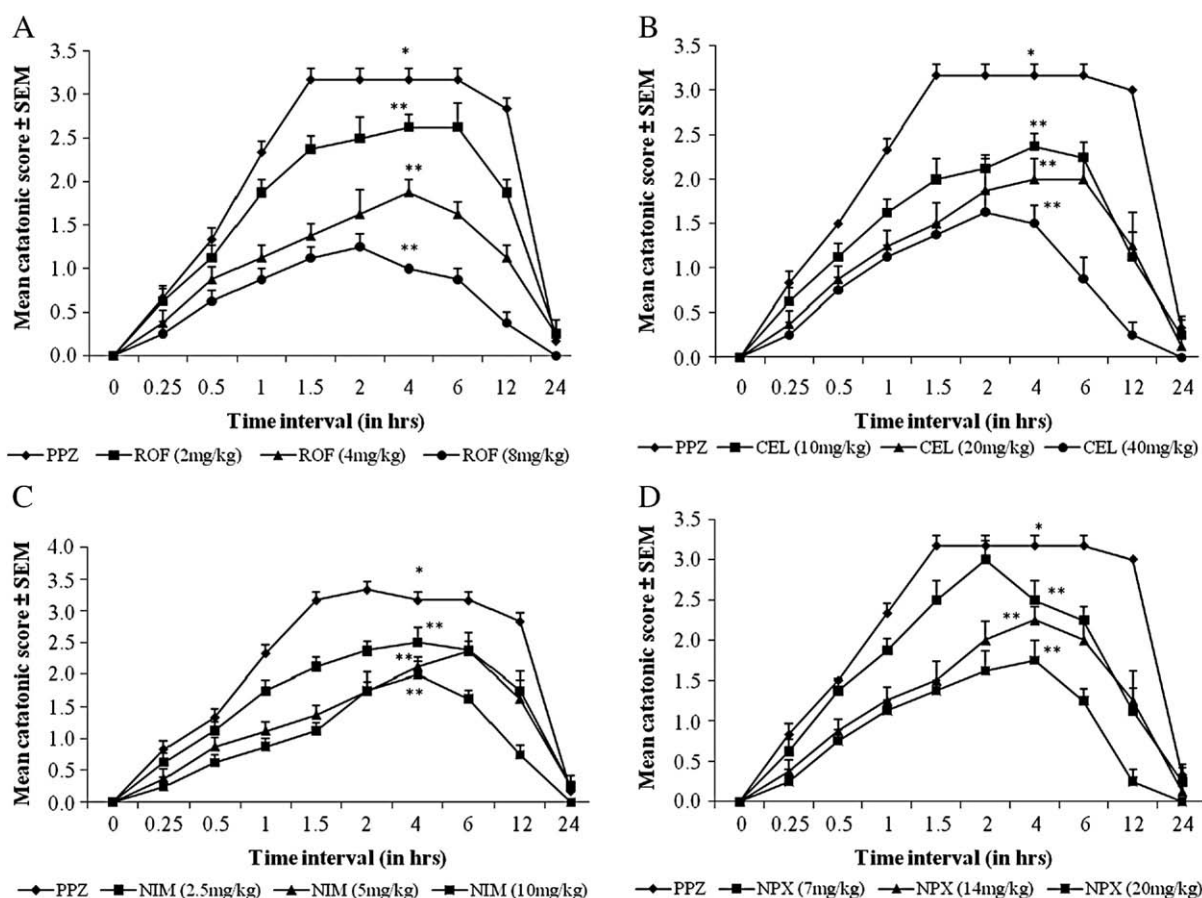 A
Mean catatonic score ± SEM
3.5
3.0
2.5
2.0
1.5
1.0
0.5
0.0
*
**
**
**
0 0.25 0.5 1 1.5 2 4 6 12 24
Time interval (in hrs)
PPZ ROF (2mg/kg) ROF (4mg/kg) ROF (8mg/kg)
B
Mean catatonic score ± SEM
3.5
3.0
2.5
2.0
1.5
1.0
0.5
0.0
*
**
**
**
0 0.25 0.5 1 1.5 2 4 6 12 24
Time interval (in hrs)
PPZ CEL (10mg/kg) CEL (20mg/kg) CEL (40mg/kg)
C
Mean catatonic score ± SEM
4.0
3.5
3.0
2.5
2.0
1.5
1.0
0.5
0.0
*
**
**
**
0 0.25 0.5 1 1.5 2 4 6 12 24
Time interval (in hrs)
PPZ NIM (2.5mg/kg) NIM (5mg/kg) NIM (10mg/kg)
D
Mean catatonic score ± SEM
3.5
3.0
2.5
2.0
1.5
1.0
0.5
0.0
*
**
**
**
0 0.25 0.5 1 1.5 2 4 6 12 24
Time interval (in hrs)
PPZ NPX (7mg/kg) NPX (14mg/kg) NPX (20mg/kg)